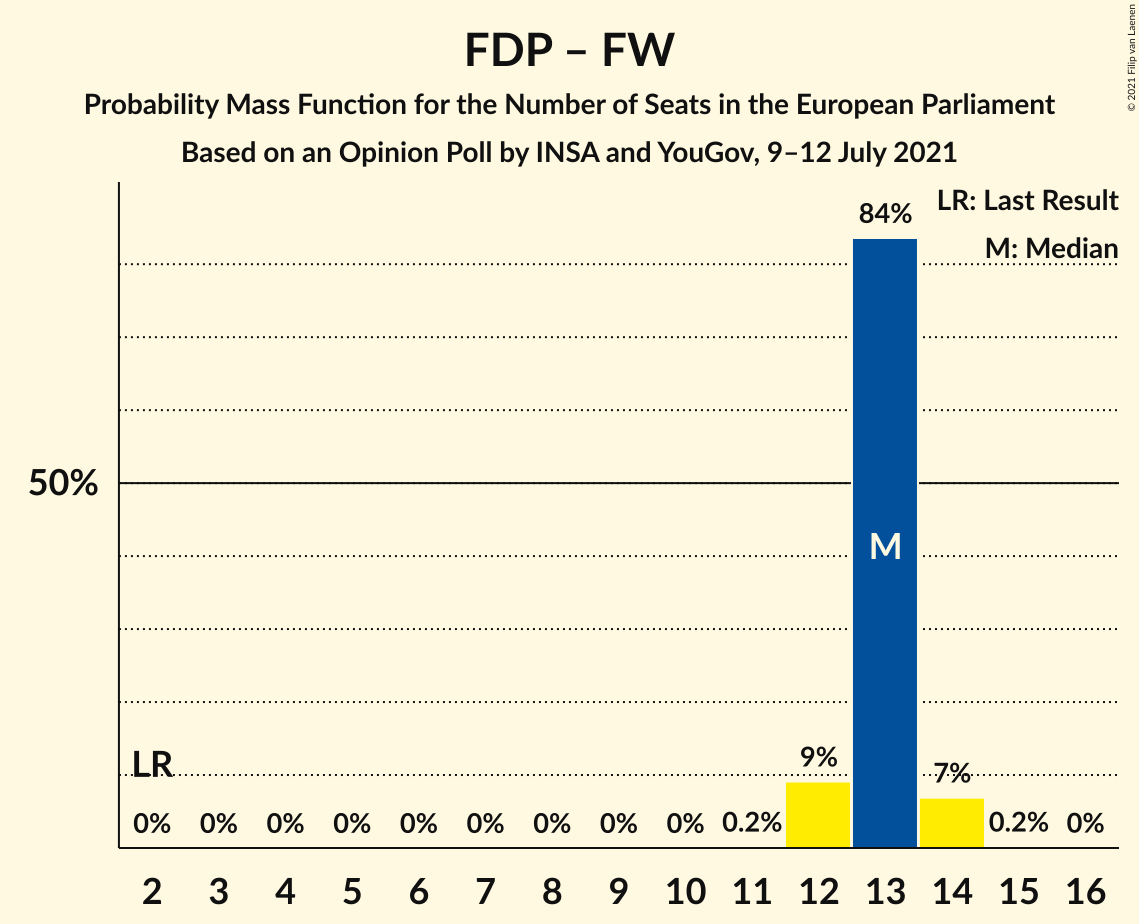 FDP – FW
Probability Mass Function for the Number of Seats in the European Parliament
Based on an Opinion Poll by INSA and YouGov, 9–12 July 2021
© 2021 Filip van Laenen
LR: Last Result
M: Median
84%
50%
M
LR
9%
7%
0% 0% 0% 0% 0% 0% 0% 0% 0% 0.2% 0.2% 0%
2 3 4 5 6 7 8 9 10 11 12 13 14 15 16